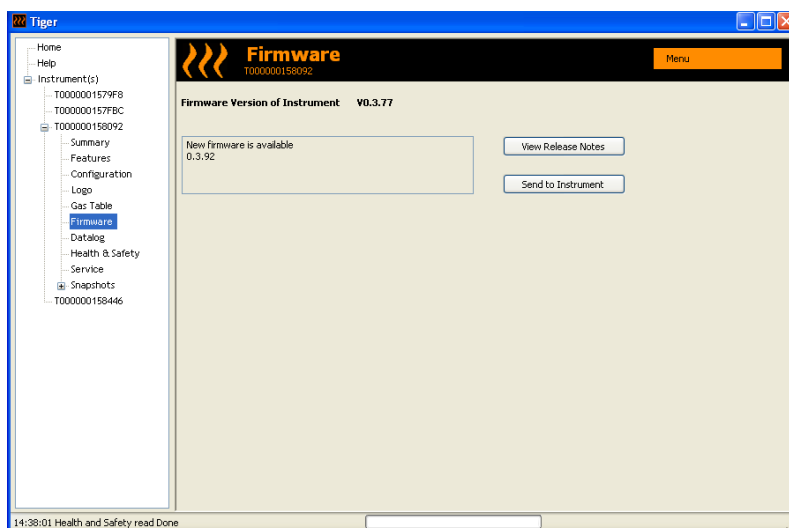 Tiger
Home
Help
Instrument(s)
T0000001579F8
T000000157FBC
T000000158092
Summary
Features
Configuration
Logo
Gas Table
Firmware
Datalog
Health & Safety
Service
Snapshots
T000000158446
Firmware
T000000158092
Menu
Firmware Version of Instrument V0.3.77
New firmware is available
0.3.92
View Release Notes
Send to Instrument
14:38:01 Health and Safety read Done